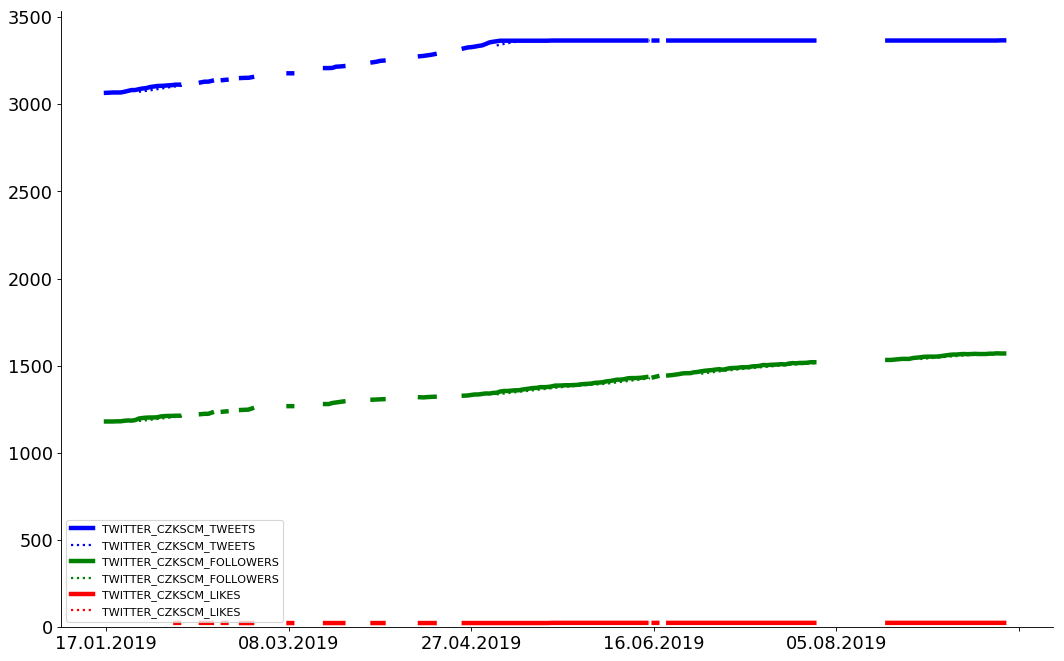 3500
3000
2500
2000
1500
1000
500
0
17.01.2019 08.03.2019 27.04.2019 16.06.2019 05.08.2019
TWITTER_CZKSCM_TWEETS
TWITTER_CZKSCM_TWEETS
TWITTER_CZKSCM_FOLLOWERS
TWITTER_CZKSCM_FOLLOWERS
TWITTER_CZKSCM_LIKES
TWITTER_CZKSCM_LIKES